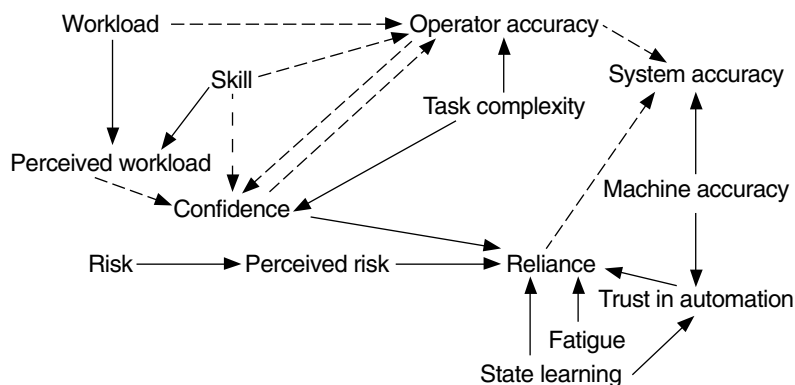 Workload
Operator accuracy
System accuracy
Skill
Task complexity
Perceived workload
Machine accuracy
Confidence
Risk
Perceived risk
Reliance
Trust in automation
Fatigue
State learning